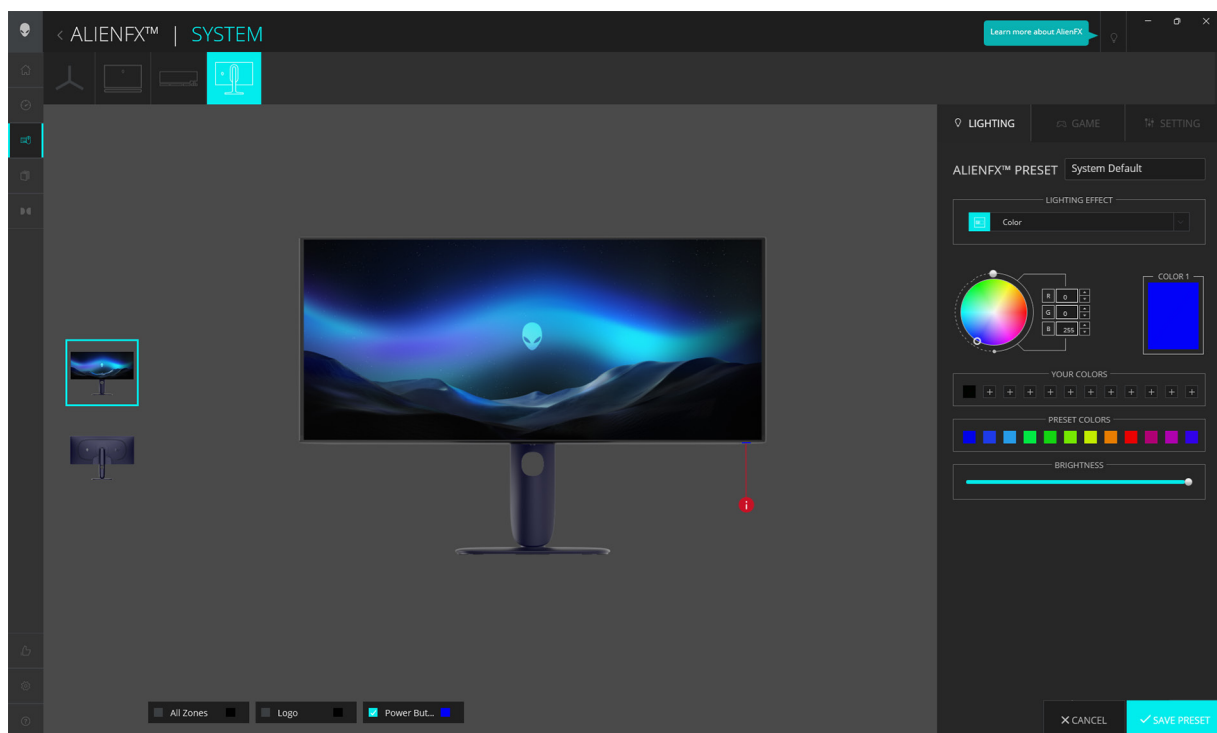 ALIENFX™ | SYSTEM
Learn more about AlienFX
LIGHTING
GAME
SETTING
ALIENFX™ PRESET
System Default
LIGHTING EFFECT
Color
R 0
G 0
B 255
COLOR 1
YOUR COLORS
PRESET COLORS
BRIGHTNESS
i
All Zones
Logo
Power But...
CANCEL
SAVE PRESET